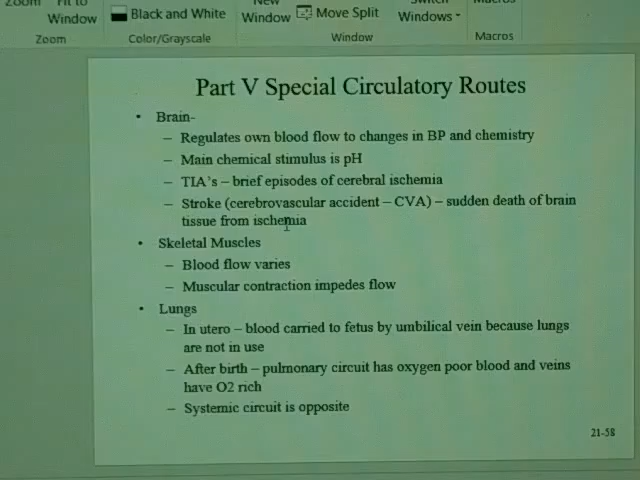 Zoom
Fit to
Window
Zoom
Black and White
Color/Grayscale
New
Window
Move Split
Switch
Windows
Window
Macros
Macros
Part V Special Circulatory Routes
• Brain-
– Regulates own blood flow to changes in BP and chemistry
– Main chemical stimulus is pH
– TIA's – brief episodes of cerebral ischemia
– Stroke (cerebrovascular accident – CVA) – sudden death of brain
tissue from ischemia
• Skeletal Muscles
– Blood flow varies
– Muscular contraction impedes flow
• Lungs
– In utero – blood carried to fetus by umbilical vein because lungs
are not in use
– After birth – pulmonary circuit has oxygen poor blood and veins
have O2 rich
– Systemic circuit is opposite
21-58